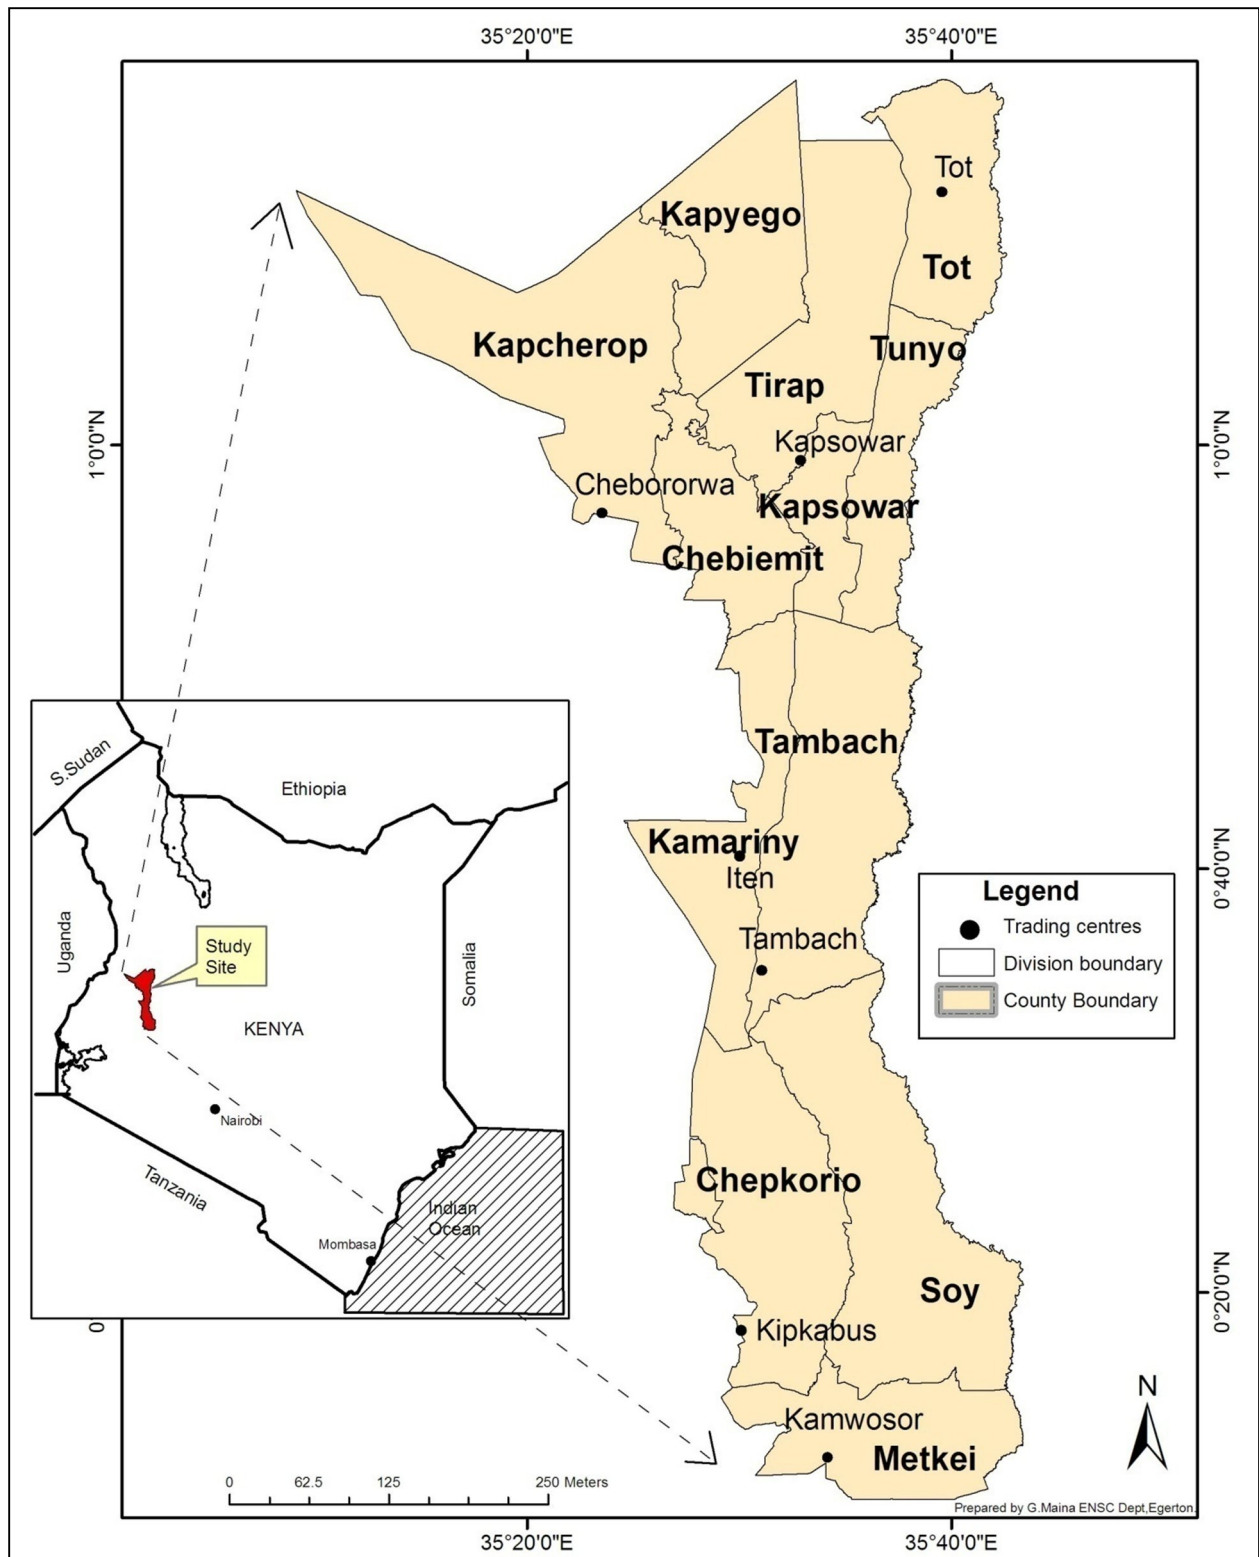 35°20'0"E
35°40'0"E
Tot
Kapyego
Tot
Kapcherop
Tunyo
Tirap
1°0'0"N
1°0'0"N
Kapsowar
Chebororwa
Kapsowar
Chebiemit
Tambach
Kamariny
Iten
0°40'0"N
Tambach
Legend
Trading centres
Division boundary
County Boundary
S.Sudan
Ethiopia
Uganda
Study
Site
Somalia
KENYA
Nairobi
Tanzania
Indian
Ocean
Mombasa
Chepkorio
Soy
0°20'0"N
0
Kipkabus
Kamwosor
Metkei
N
0 62.5 125 250 Meters
Prepared by G.Maina ENSC Dept,Egerton.
35°20'0"E
35°40'0"E